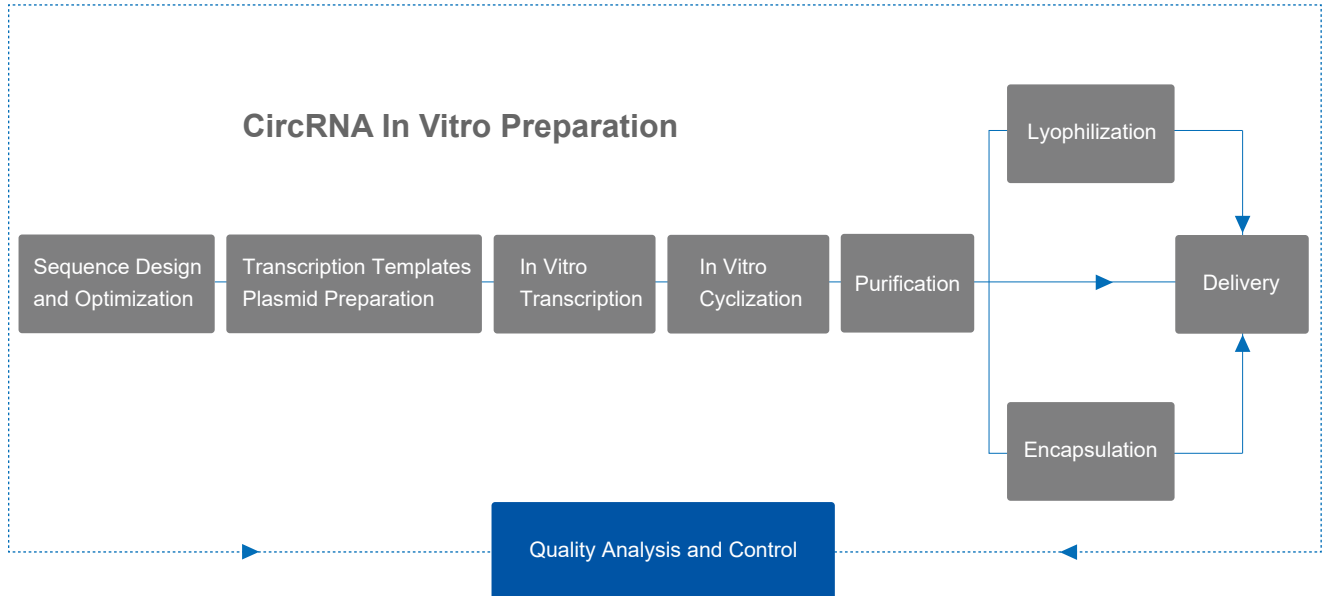 CircRNA In Vitro Preparation
Lyophilization
Sequence Design
and Optimization
Transcription Templates
Plasmid Preparation
In Vitro
Transcription
In Vitro
Cyclization
Purification
Delivery
Encapsulation
Quality Analysis and Control